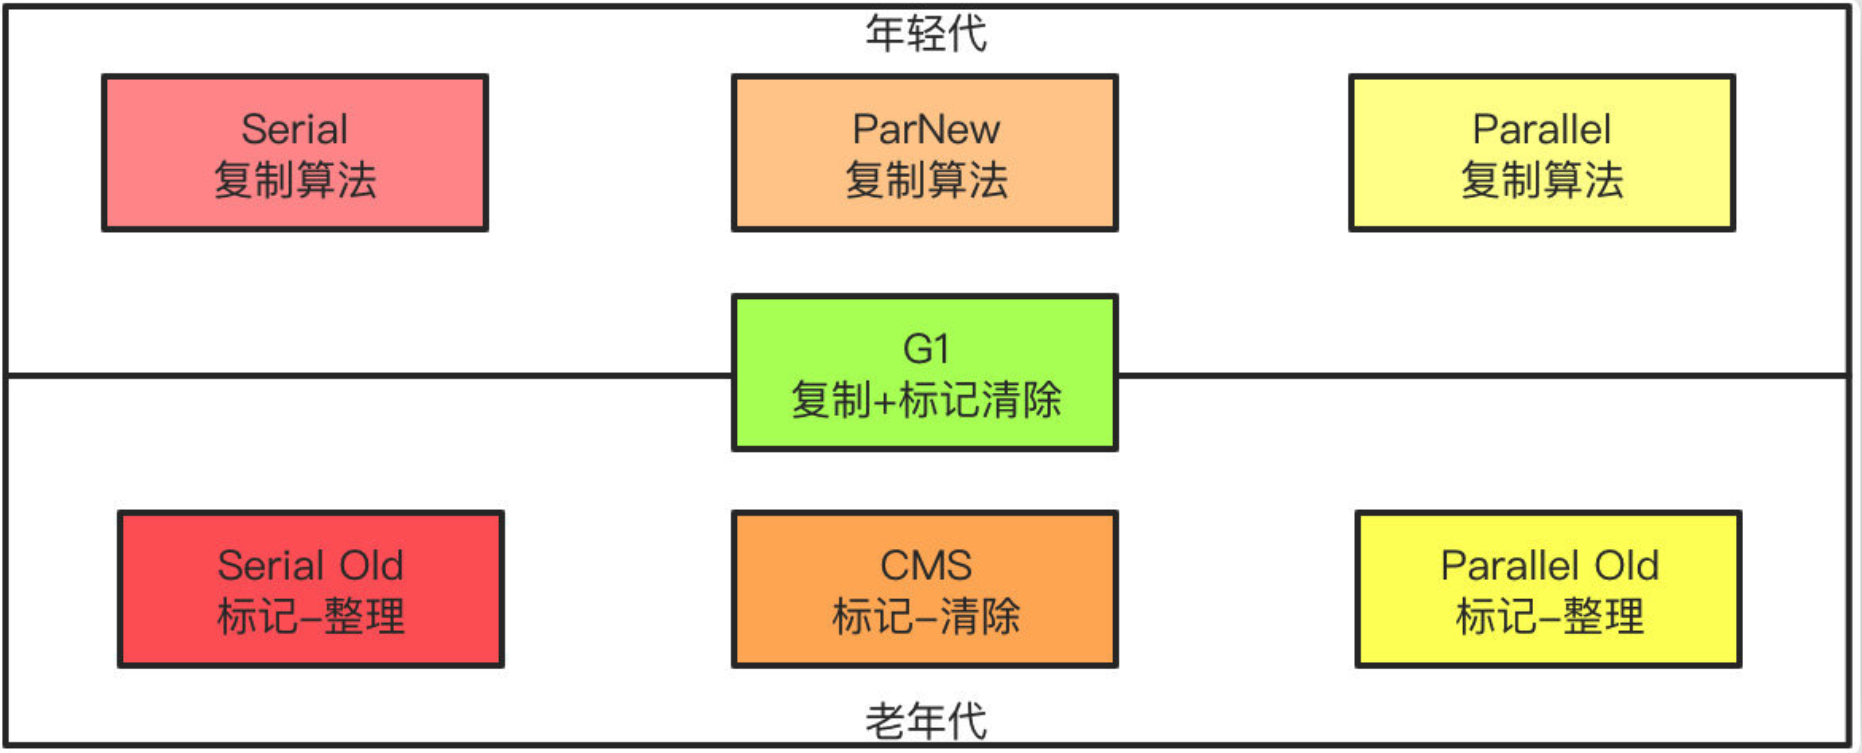 年轻代
Serial
复制算法
ParNew
复制算法
Parallel
复制算法
G1
复制+标记清除
Serial Old
标记-整理
CMS
标记-清除
Parallel Old
标记-整理
老年代